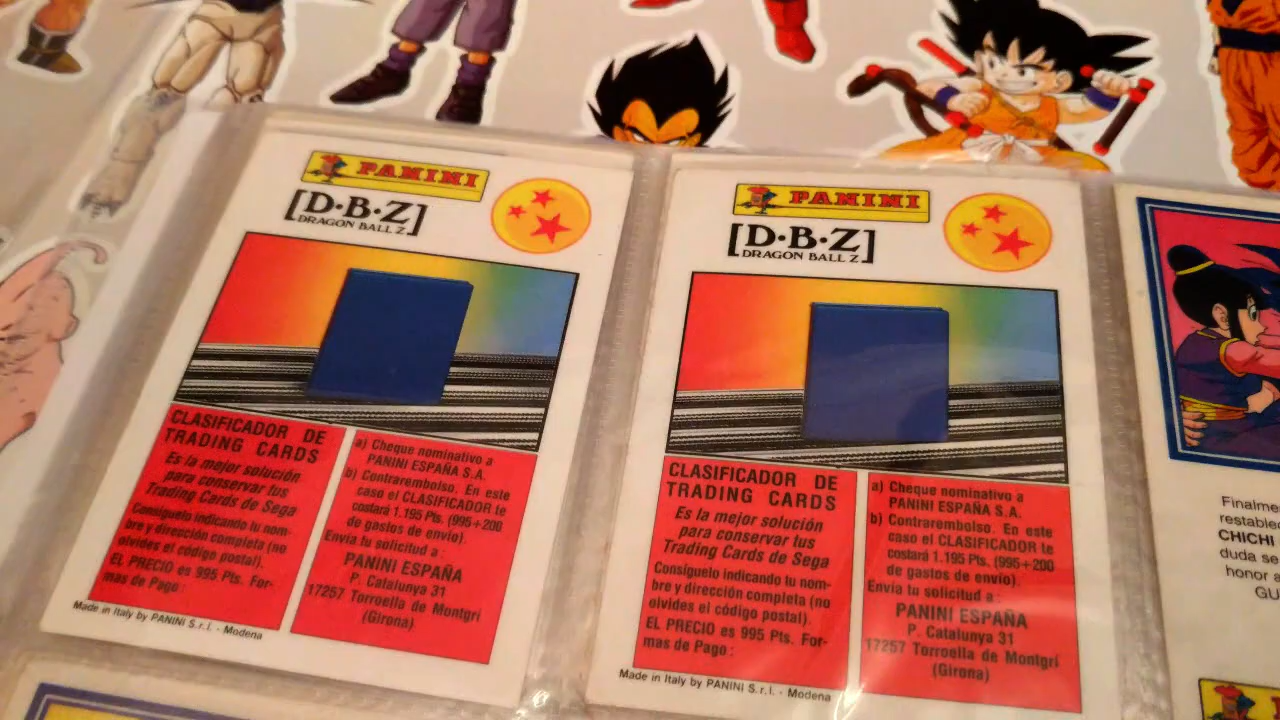 PANINI
[D·B·Z]
DRAGON BALL Z
CLASIFICADOR DE
TRADING CARDS
Es la major solución
para conservar tus
Trading Cards de Sega
Consíguelo indicando tu nom-
bre y dirección completa (no
olvides el código postal).
EL PRECIO es 995 Pts. For-
mas de Pago :
a) Cheque nominativo a
PANINI ESPAÑA S.A.
b) Contrarembolso. En este
caso el CLASIFICADOR te
costará 1.195 Pts. (995+200
de gastos de envío).
Envía tu solicitud a :
PANINI ESPAÑA
P. Catalunya 31
17257 Torroella de Montgrí
(Girona)
Made in Italy by PANINI S.r.l. - Modena
PANINI
[D·B·Z]
DRAGON BALL Z
CLASIFICADOR DE
TRADING CARDS
Es la mejor solución
para conservar tus
Trading Cards de Sega
Consíguelo indicando tu nom-
bre y dirección completa (no
olvides el código postal).
EL PRECIO es 995 Pts. For-
mas de Pago :
a) Cheque nominativo a
PANINI ESPAÑA S.A.
b) Contrarembolso. En este
caso el CLASIFICADOR te
costará 1.195 Pts. (995+200
de gastos de envío).
Envía tu solicitud a :
PANINI ESPAÑA
P. Catalunya 31
17257 Torroella de Montgrí
(Girona)
Made in Italy by PANINI S.r.l. - Modena
CHICHI
duda se
honor a